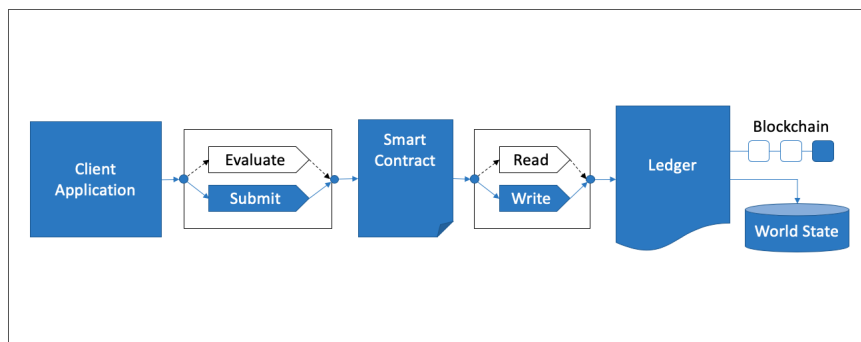 Client
Application
Evaluate
Submit
Smart
Contract
Read
Write
Ledger
Blockchain
World State